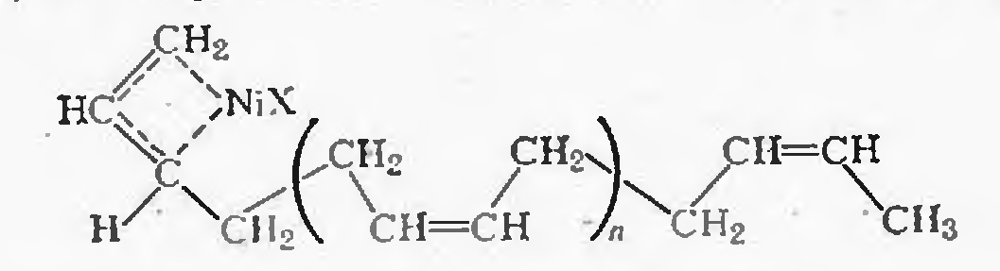 CH₂
HC NiX
CH₂ CH₂ CH=CH
C
H CH₂ CH=CH n CH₂ CH₃